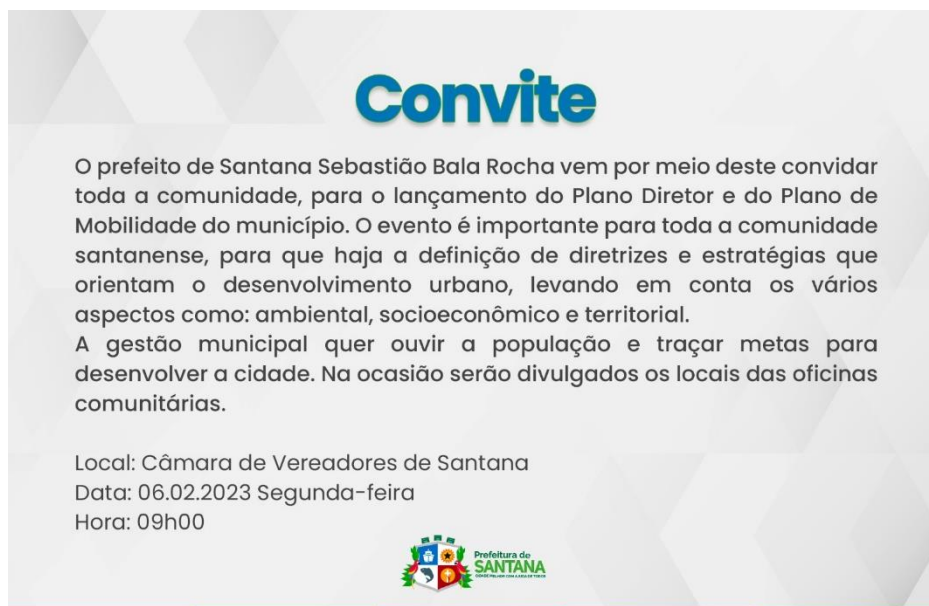 Convite
O prefeito de Santana Sebastião Bala Rocha vem por meio deste convidar
toda a comunidade, para o lançamento do Plano Diretor e do Plano de
Mobilidade do município. O evento é importante para toda a comunidade
santanense, para que haja a definição de diretrizes e estratégias que
orientam o desenvolvimento urbano, levando em conta os vários
aspectos como: ambiental, socioeconômico e territorial.
A gestão municipal quer ouvir a população e traçar metas para
desenvolver a cidade. Na ocasião serão divulgados os locais das oficinas
comunitárias.
Local: Câmara de Vereadores de Santana
Data: 06.02.2023 Segunda-feira
Hora: 09h00
Prefeitura de
SANTANA